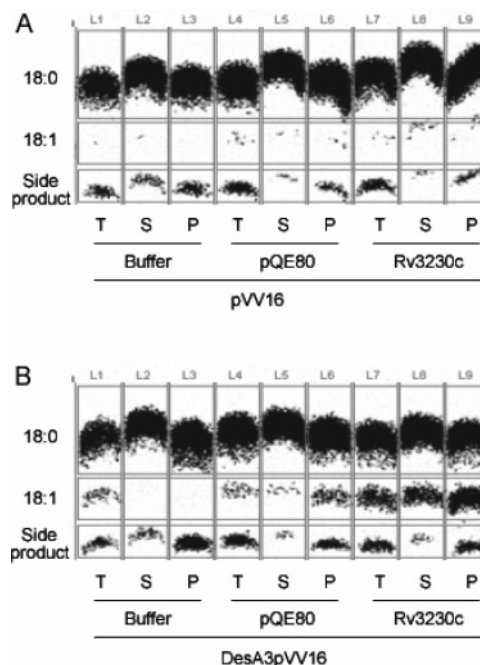 A
L1 L2 L3 L4 L5 L6 L7 L8 L9
18:0
18:1
Side
product
T S P T S P T S P
Buffer pQE80 Rv3230c
pVV16
B
L1 L2 L3 L4 L5 L6 L7 L8 L9
18:0
18:1
Side
product
T S P T S P T S P
Buffer pQE80 Rv3230c
DesA3pVV16